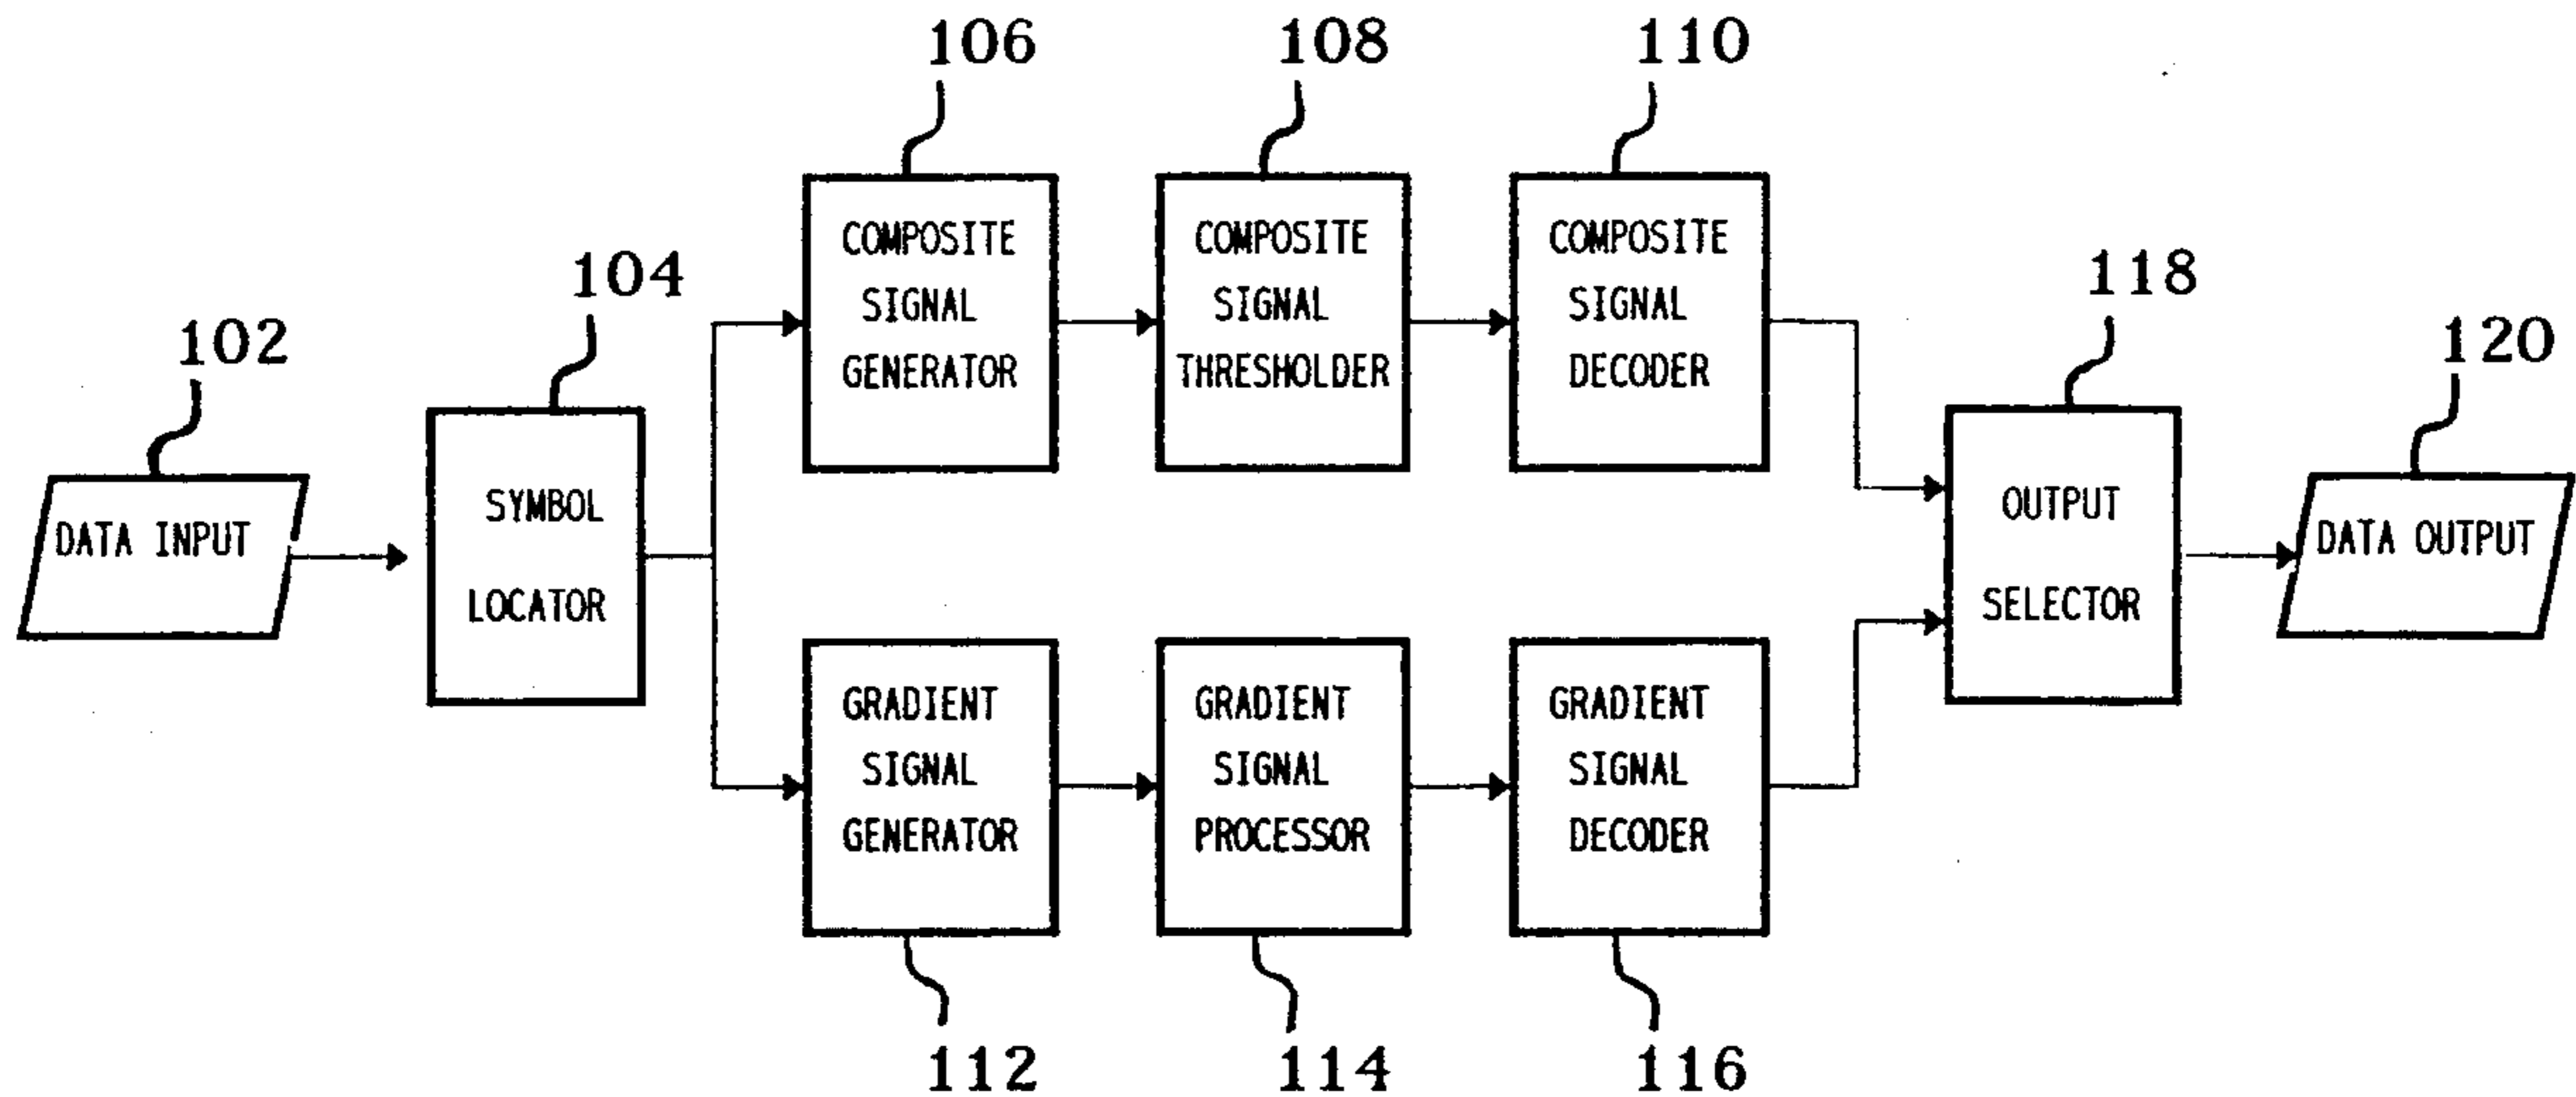 106
108
110
104
118
102
120
COMPOSITE
SIGNAL
GENERATOR
COMPOSITE
SIGNAL
THRESHOLDER
COMPOSITE
SIGNAL
DECODER
DATA INPUT
SYMBOL
LOCATOR
OUTPUT
SELECTOR
DATA OUTPUT
GRADIENT
SIGNAL
GENERATOR
GRADIENT
SIGNAL
PROCESSOR
GRADIENT
SIGNAL
DECODER
112
114
116